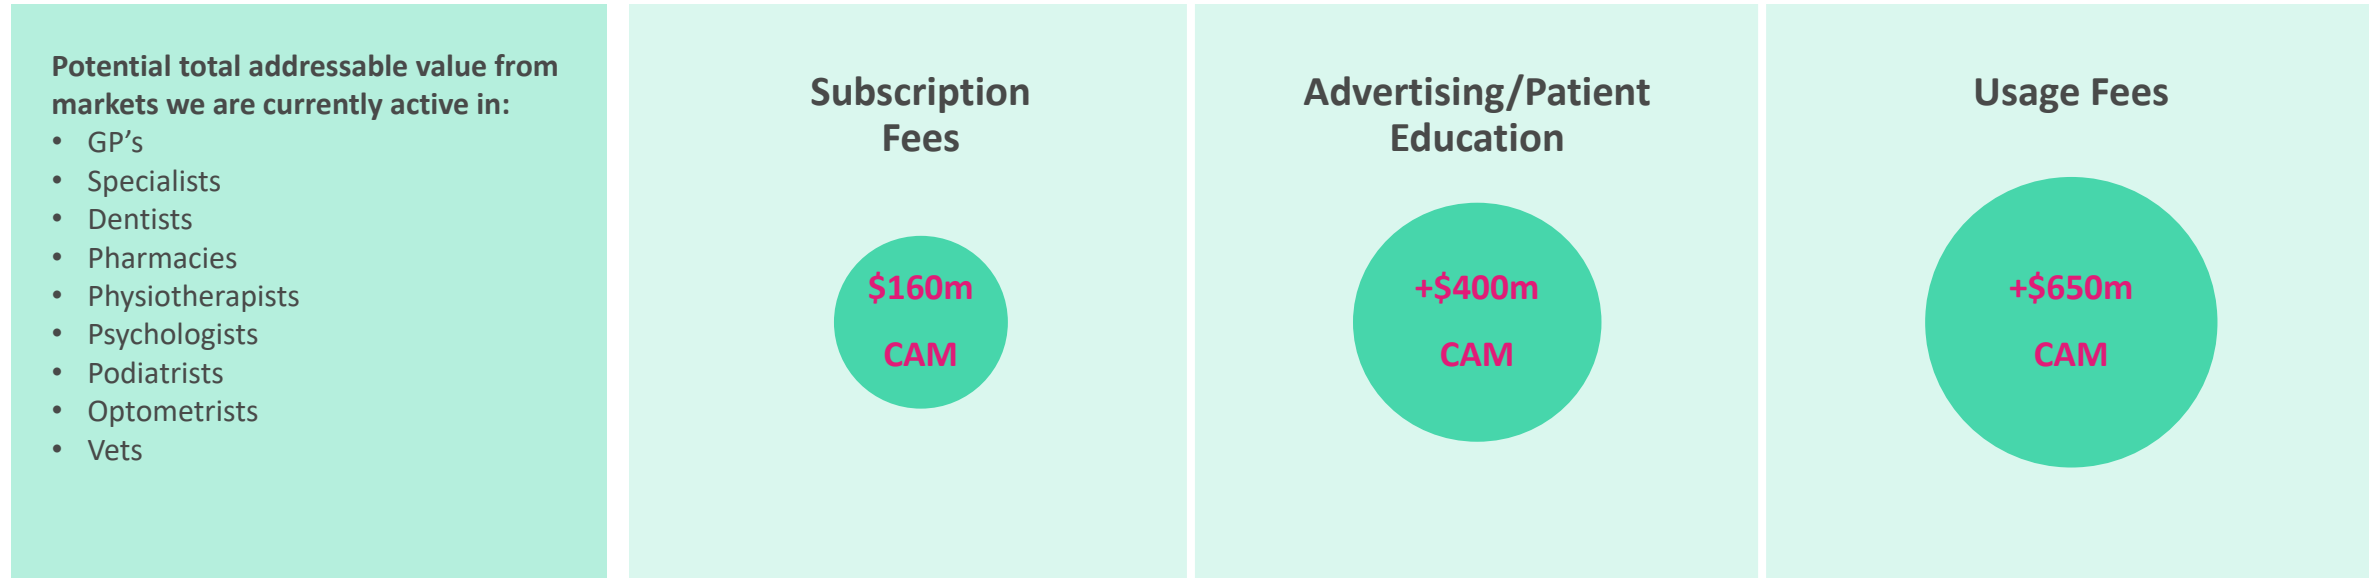 Potential total addressable value from
markets we are currently active in:
• GP’s
• Specialists
• Dentists
• Pharmacies
• Physiotherapists
• Psychologists
• Podiatrists
• Optometrists
• Vets
Subscription
Fees
$160m
CAM
Advertising/Patient
Education
+$400m
CAM
Usage Fees
+$650m
CAM